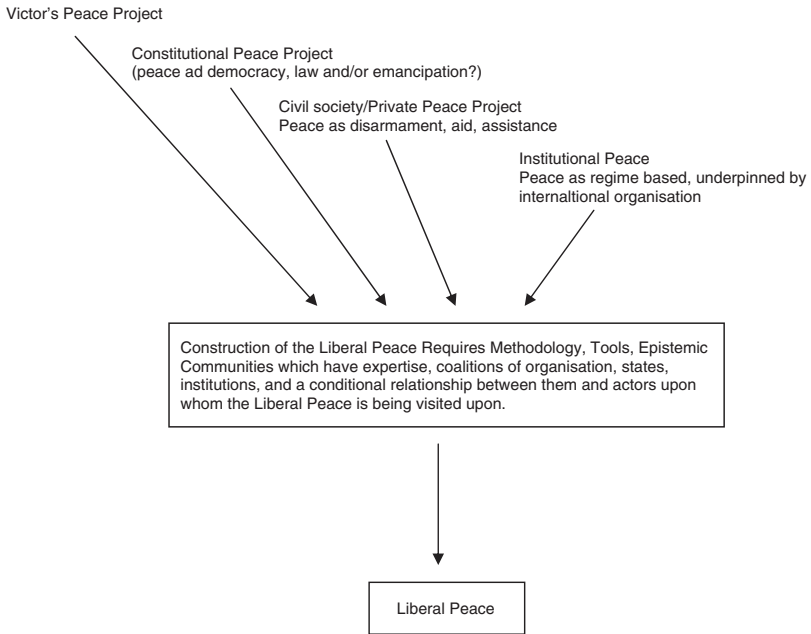 Victor's Peace Project
Constitutional Peace Project
(peace ad democracy, law and/or emancipation?)
Civil society/Private Peace Project
Peace as disarmament, aid, assistance
Institutional Peace
Peace as regime based, underpinned by
internaltional organisation
Construction of the Liberal Peace Requires Methodology, Tools, Epistemic
Communities which have expertise, coalitions of organisation, states,
institutions, and a conditional relationship between them and actors upon
whom the Liberal Peace is being visited upon.
Liberal Peace